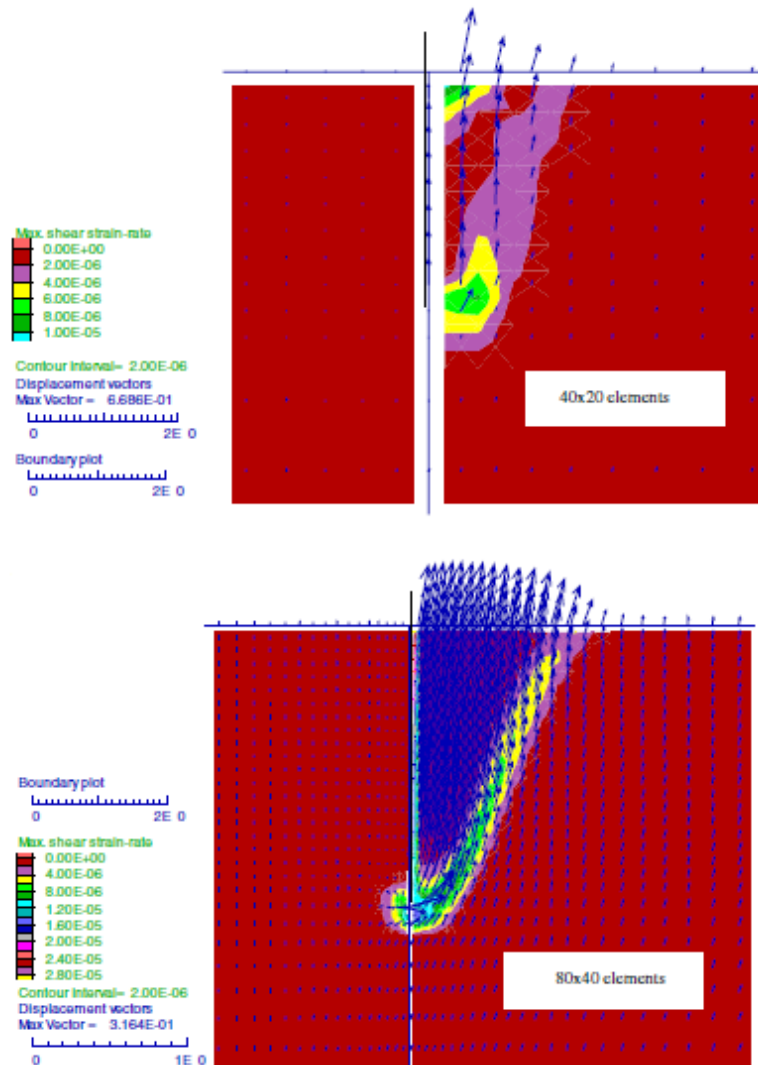 Max. shear strain-rate
0.00E+00
2.00E-06
4.00E-06
6.00E-06
8.00E-06
1.00E-05
Contour interval= 2.00E-06
Displacement vectors
Max Vector = 6.686E-01
0 2E 0
Boundary plot
0 2E 0
40x20 elements
Boundary plot
0 2E 0
Max. shear strain-rate
0.00E+00
4.00E-06
8.00E-06
1.20E-05
1.60E-05
2.00E-05
2.40E-05
2.80E-05
Contour interval= 2.00E-06
Displacement vectors
Max Vector = 3.164E-01
0 1E 0
80x40 elements